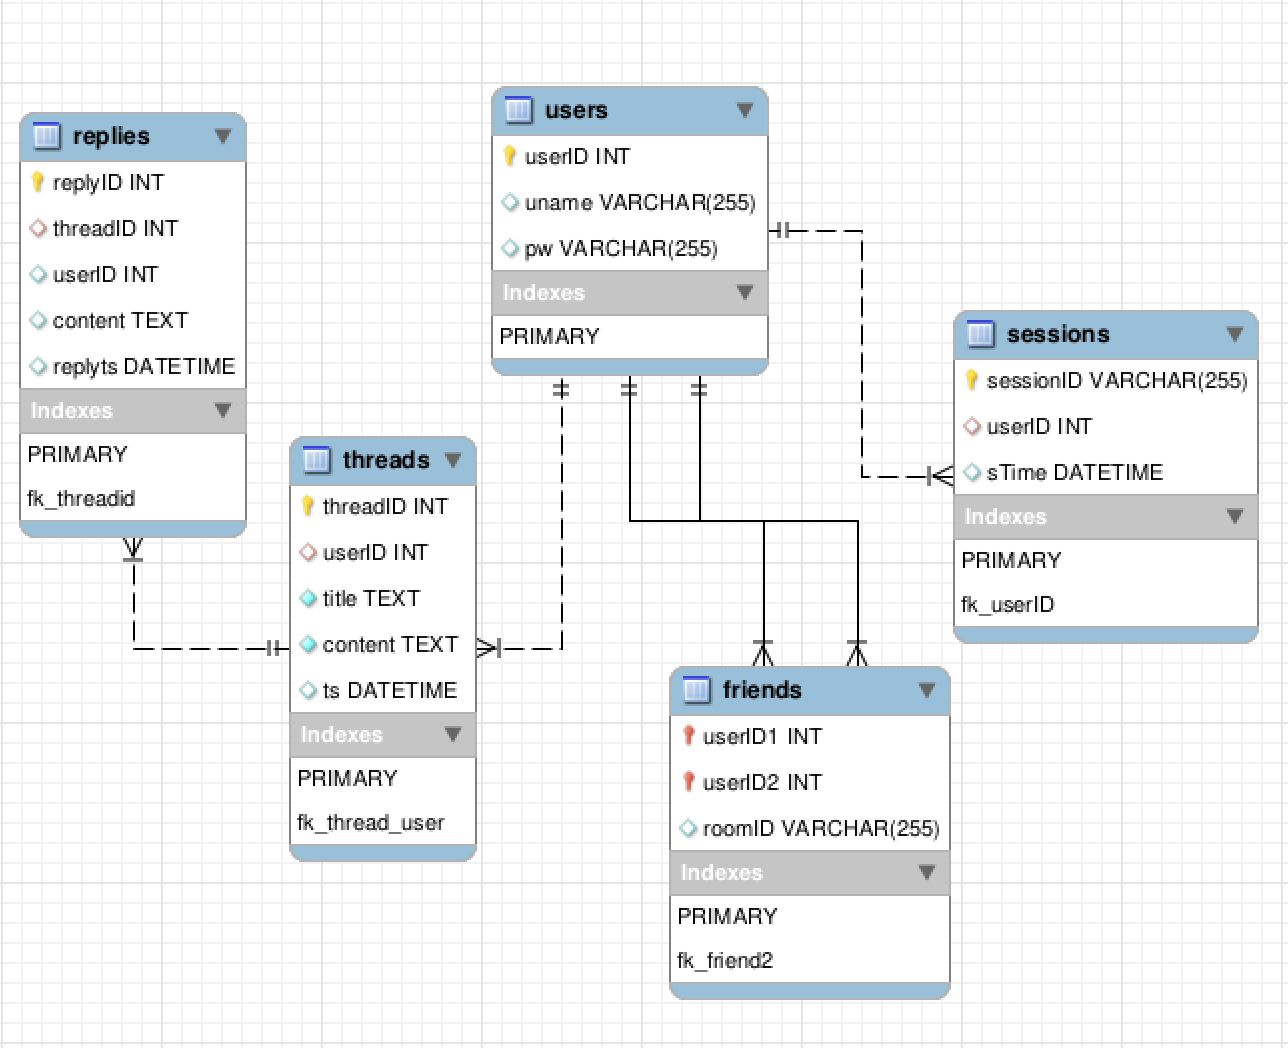 replies
replyID INT
threadID INT
userID INT
content TEXT
replyts DATETIME
Indexes
PRIMARY
fk_threadid
users
userID INT
uname VARCHAR(255)
pw VARCHAR(255)
Indexes
PRIMARY
threads
threadID INT
userID INT
title TEXT
content TEXT
ts DATETIME
Indexes
PRIMARY
fk_thread_user
sessions
sessionID VARCHAR(255)
userID INT
sTime DATETIME
Indexes
PRIMARY
fk_userID
friends
userID1 INT
userID2 INT
roomID VARCHAR(255)
Indexes
PRIMARY
fk_friend2